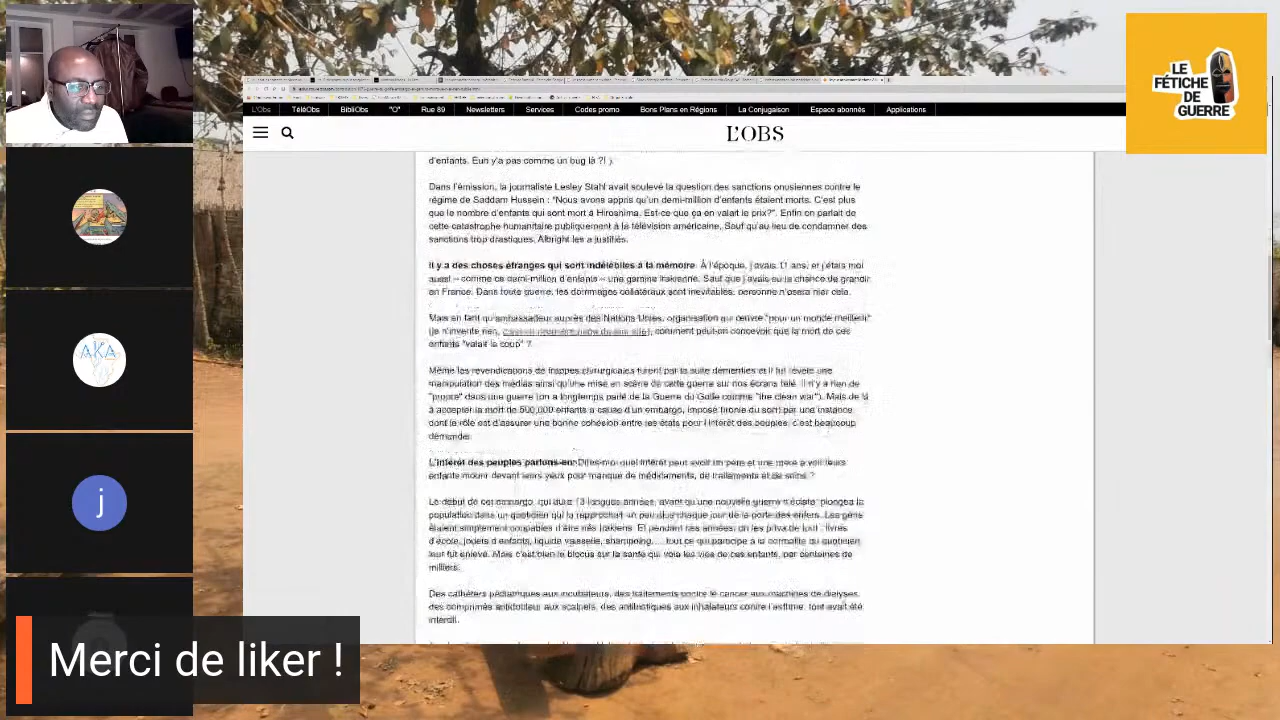 L'Obs TéléObs BibliObs "O" Rue 89 Newsletters Services Codes promo Bons Plans en Régions La Conjugaison Espace abonnés Applications
L'OBS
LE
FÉTICHE
DE
GUERRE
d'enfants. Euh y'a pas comme un bug là ?! ).
Dans l'émission, la journaliste Lesley Stahl avait soulevé la question des sanctions onusiennes contre le
régime de Saddam Hussein : "Nous avons appris qu'un demi-million d'enfants étaient morts. C'est plus
que le nombre d'enfants qui sont mort à Hiroshima. Est-ce que ça en valait le prix?". Enfin on parlait de
cette catastrophe humanitaire publiquement à la télévision américaine. Sauf qu'au lieu de condamner des
sanctions trop drastiques, Albright les a justifiés.
Il y a des choses étranges qui sont indélébiles à la mémoire. À l'époque, j'avais 11 ans, et j'étais moi
aussi – comme ce demi-million d'enfants – une gamine irakienne. Sauf que j'avais eu la chance de grandir
en France. Dans toute guerre, les dommages collatéraux sont inévitables, personne n'osera nier cela.
Mais en tant qu'ambassadeur auprès des Nations Unies, organisation qui œuvre "pour un monde meilleur"
(je n'invente rien, c'est en première page du site), comment peut-on concevoir que la mort de ces
enfants "valait le coup" ?
Même les revendications de frappes chirurgicales furent par la suite démenties et il fut révélé une
manipulation des médias ainsi qu'une mise en scène de cette guerre sur nos écrans télé. Il n'y a rien de
"propre" dans une guerre (on a longtemps parlé de la Guerre du Golfe comme "the clean war"). Mais de là
à accepter la mort de 500,000 enfants à cause d'un embargo, imposé (ironie du sort) par une instance
dont le rôle est d'assurer une bonne cohésion entre les états pour l'intérêt des peuples, c'est beaucoup
demandé.
L'intérêt des peuples parlons-en. Dites-moi quel intérêt peut avoir un père et une mère à voir leurs
enfants mourir devant leurs yeux pour manque de médicaments, de traitements et de soins ?
Le début de cet embargo, qui dura 13 longues années, avant qu'une nouvelle guerre n'éclate, plongea la
population dans un quotidien qui la rapprochait un peu plus chaque jour de la porte des enfers. Les gens
étaient simplement coupables d'être nés Irakiens. Et pendant ces années, on les priva de tout : livres
d'école, jouets d'enfants, liquide vaisselle, shampoing..... tout ce qui participe à la normalité du quotidien
leur fut enlevé. Mais c'est bien le blocus sur la santé qui vola les vies de ces enfants, par centaines de
milliers.
Des cathéters pédiatriques aux incubateurs, des traitements contre le cancer aux machines de dialyses,
des comprimés antidouleur aux scalpels, des antibiotiques aux inhalateurs contre l'asthme, tout avait été
interdit.
AKA
j
Merci de liker !